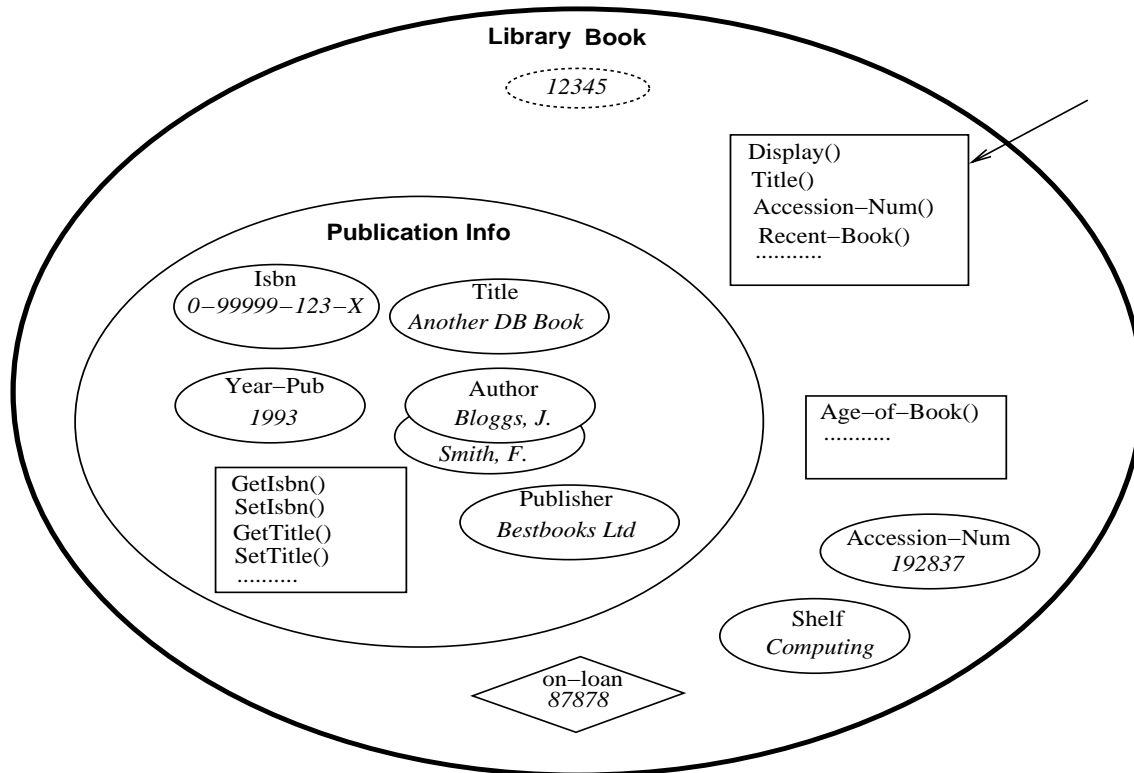 Library Book
12345
Display()
Title()
Accession−Num()
Recent−Book()
...........
Publication Info
Isbn
0−99999−123−X
Title
Another DB Book
Year−Pub
1993
Author
Bloggs, J.
Smith, F.
GetIsbn()
SetIsbn()
GetTitle()
SetTitle()
..........
Publisher
Bestbooks Ltd
Age−of−Book()
...........
Accession−Num
192837
Shelf
Computing
on−loan
87878